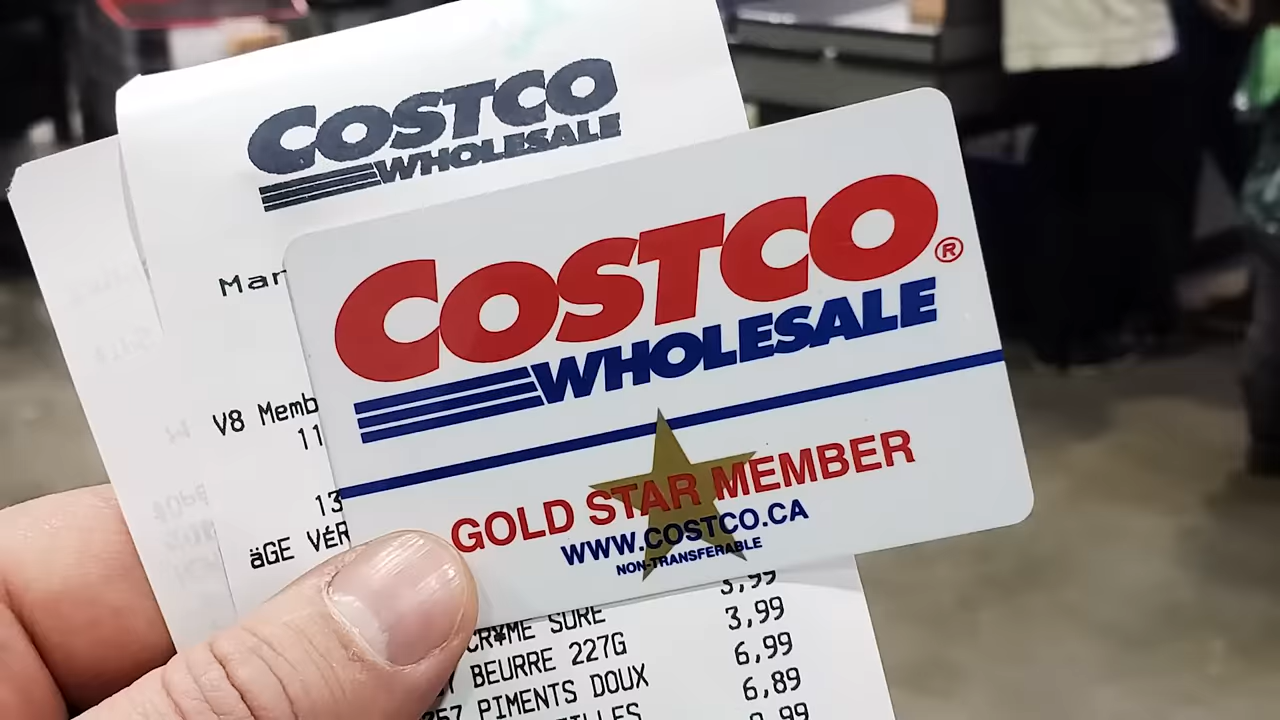 COSTCO
WHOLESALE
Mar
V8 Memb
11
13
äGE VÉR
COSTCO®
WHOLESALE
GOLD STAR MEMBER
WWW.COSTCO.CA
NON-TRANSFERABLE
3,99
CR¥ME SURE 3,99
BEURRE 227G 6,99
PIMENTS DOUX 6,89